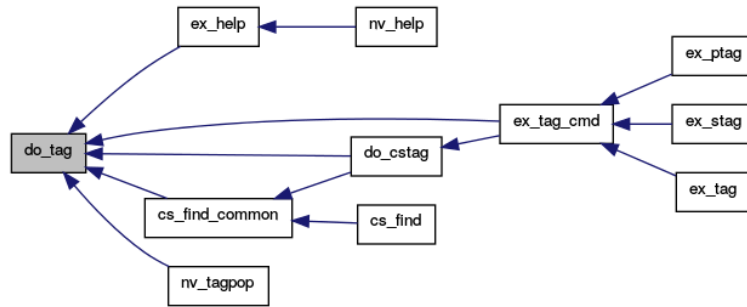 ex_help
nv_help
ex_ptag
ex_tag_cmd
ex_stag
do_tag
do_cstag
ex_tag
cs_find_common
cs_find
nv_tagpop